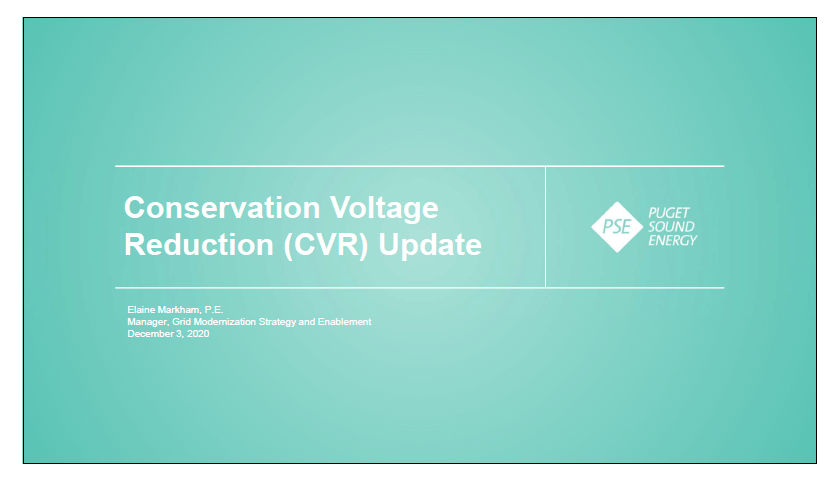 Conservation Voltage
Reduction (CVR) Update
PSE
PUGET
SOUND
ENERGY
Elaine Markham, P.E.
Manager, Grid Modernization Strategy and Enablement
December 3, 2020